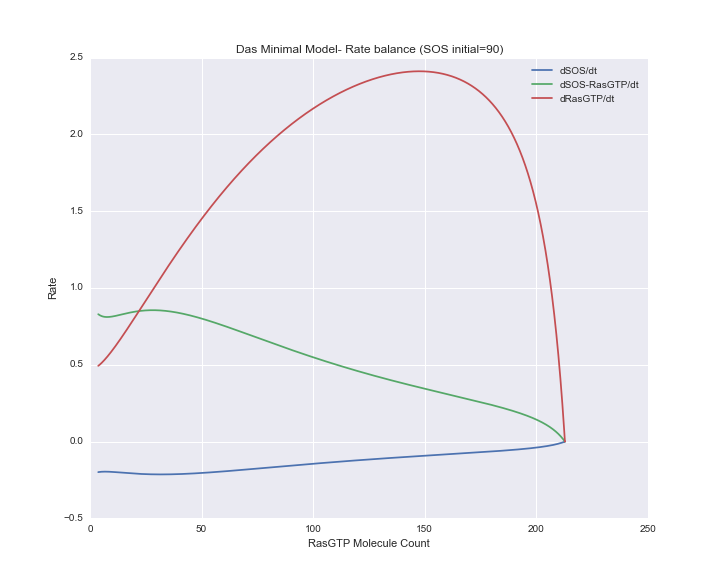 Das Minimal Model- Rate balance (SOS initial=90)
2.5
2.0
1.5
1.0
0.5
0.0
−0.5
Rate
dSOS/dt
dSOS-RasGTP/dt
dRasGTP/dt
0 50 100 150 200 250
RasGTP Molecule Count